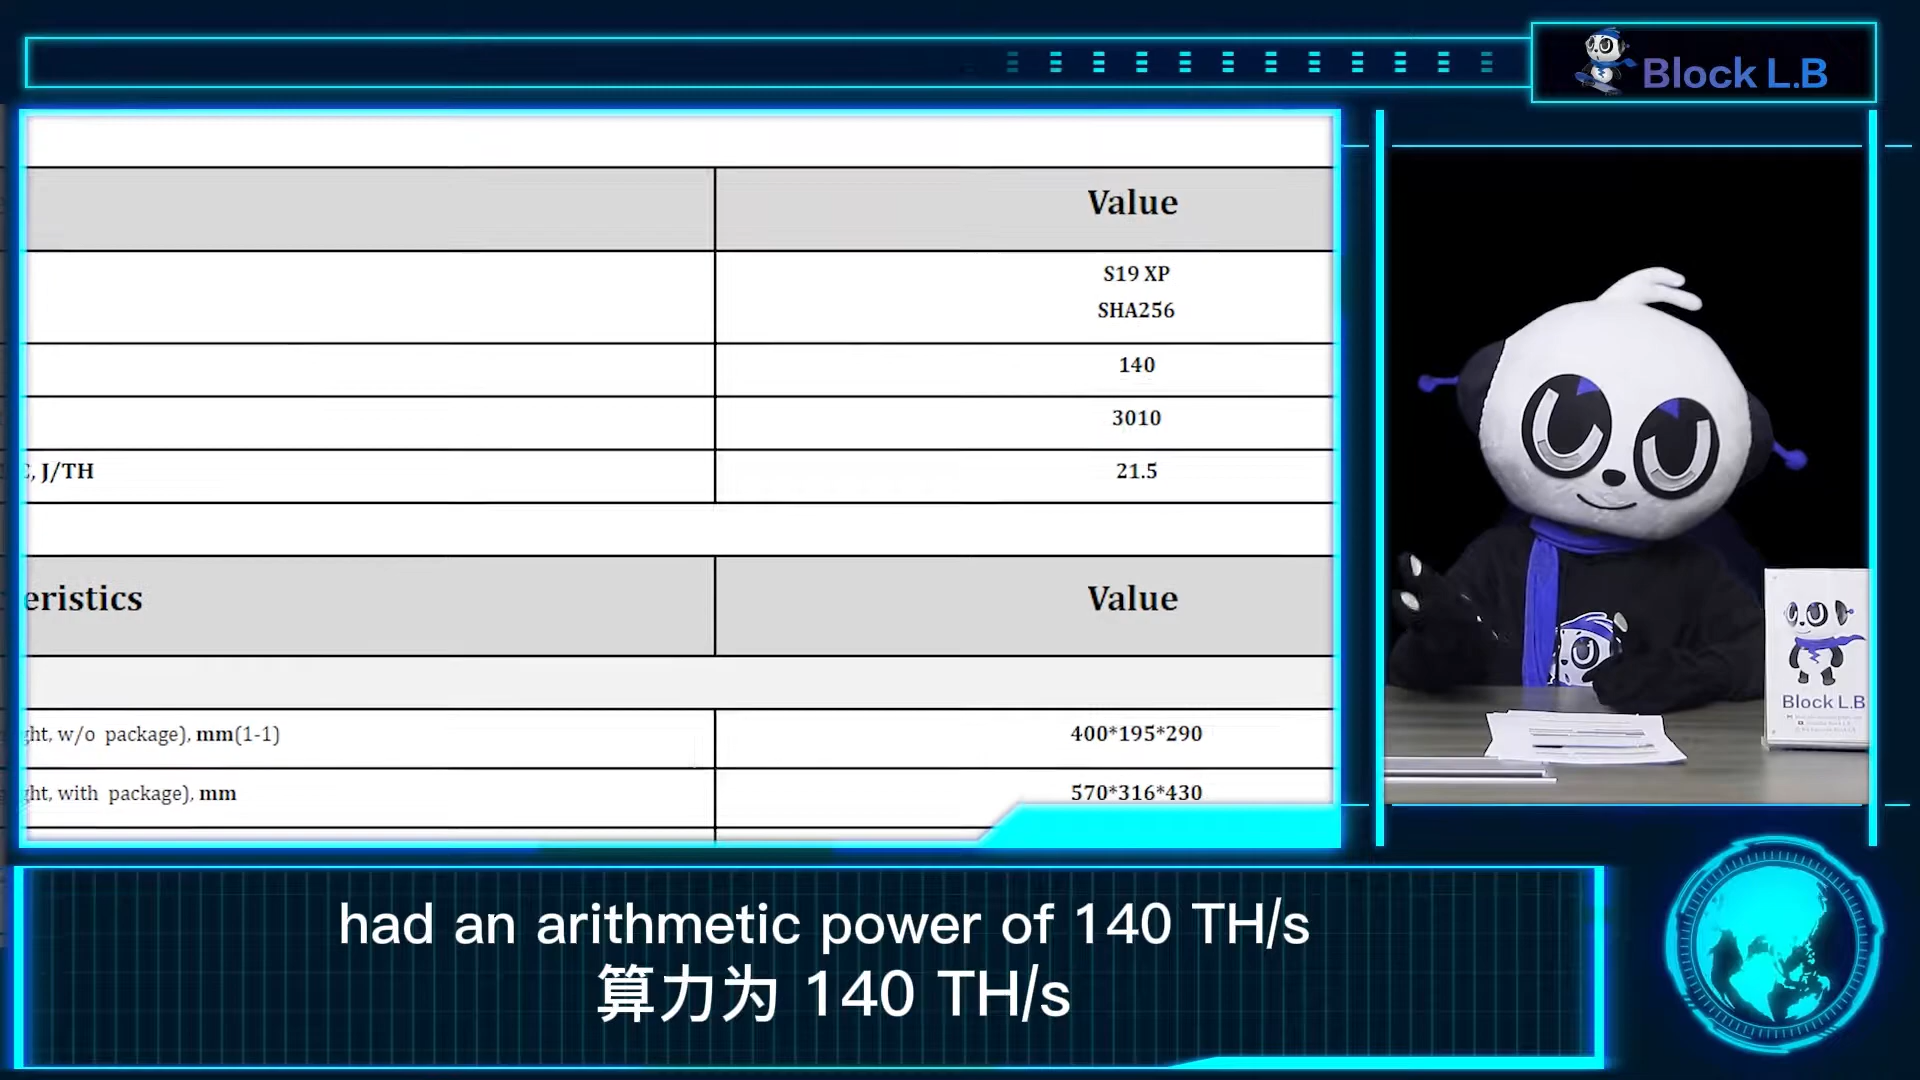 Block L.B
Value
S19 XP
SHA256
140
3010
, J/TH
21.5
eristics
Value
ght, w/o package), mm(1-1)
400*195*290
ght, with package), mm
570*316*430
Block L.B
had an arithmetic power of 140 TH/s
算力为 140 TH/s